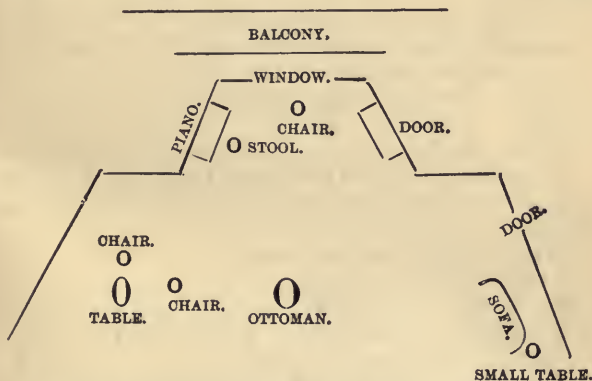 BALCONY.
WINDOW.
PIANO.
CHAIR.
DOOR.
STOOL.
DOOR.
CHAIR.
CHAIR.
TABLE.
OTTOMAN.
SOFA.
SMALL TABLE.